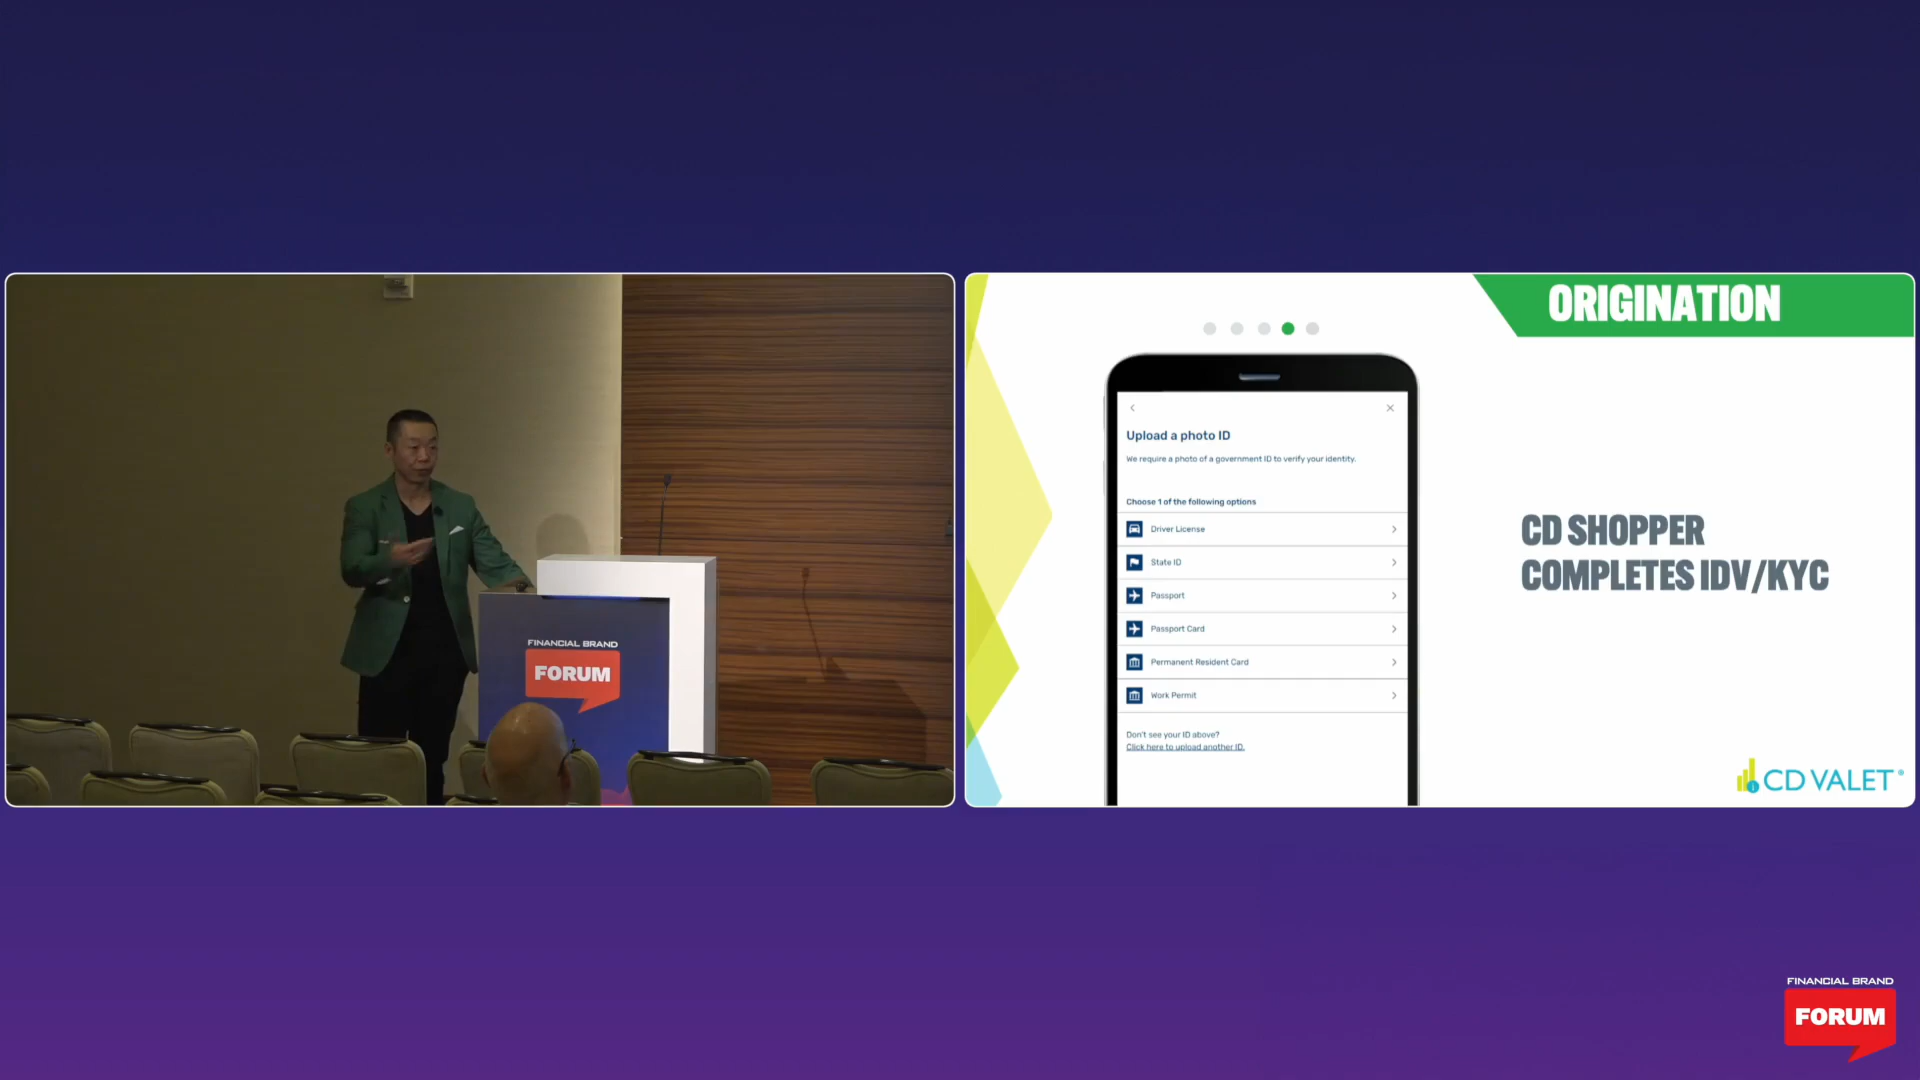 FINANCIAL BRAND
FORUM
ORIGINATION
Upload a photo ID
We require a photo of a government ID to verify your identity.
Choose 1 of the following options
Driver License
State ID
Passport
Passport Card
Permanent Resident Card
Work Permit
Don't see your ID above?
Click here to upload another ID.
CD SHOPPER
COMPLETES IDV/KYC
CD VALET®
FINANCIAL BRAND
FORUM